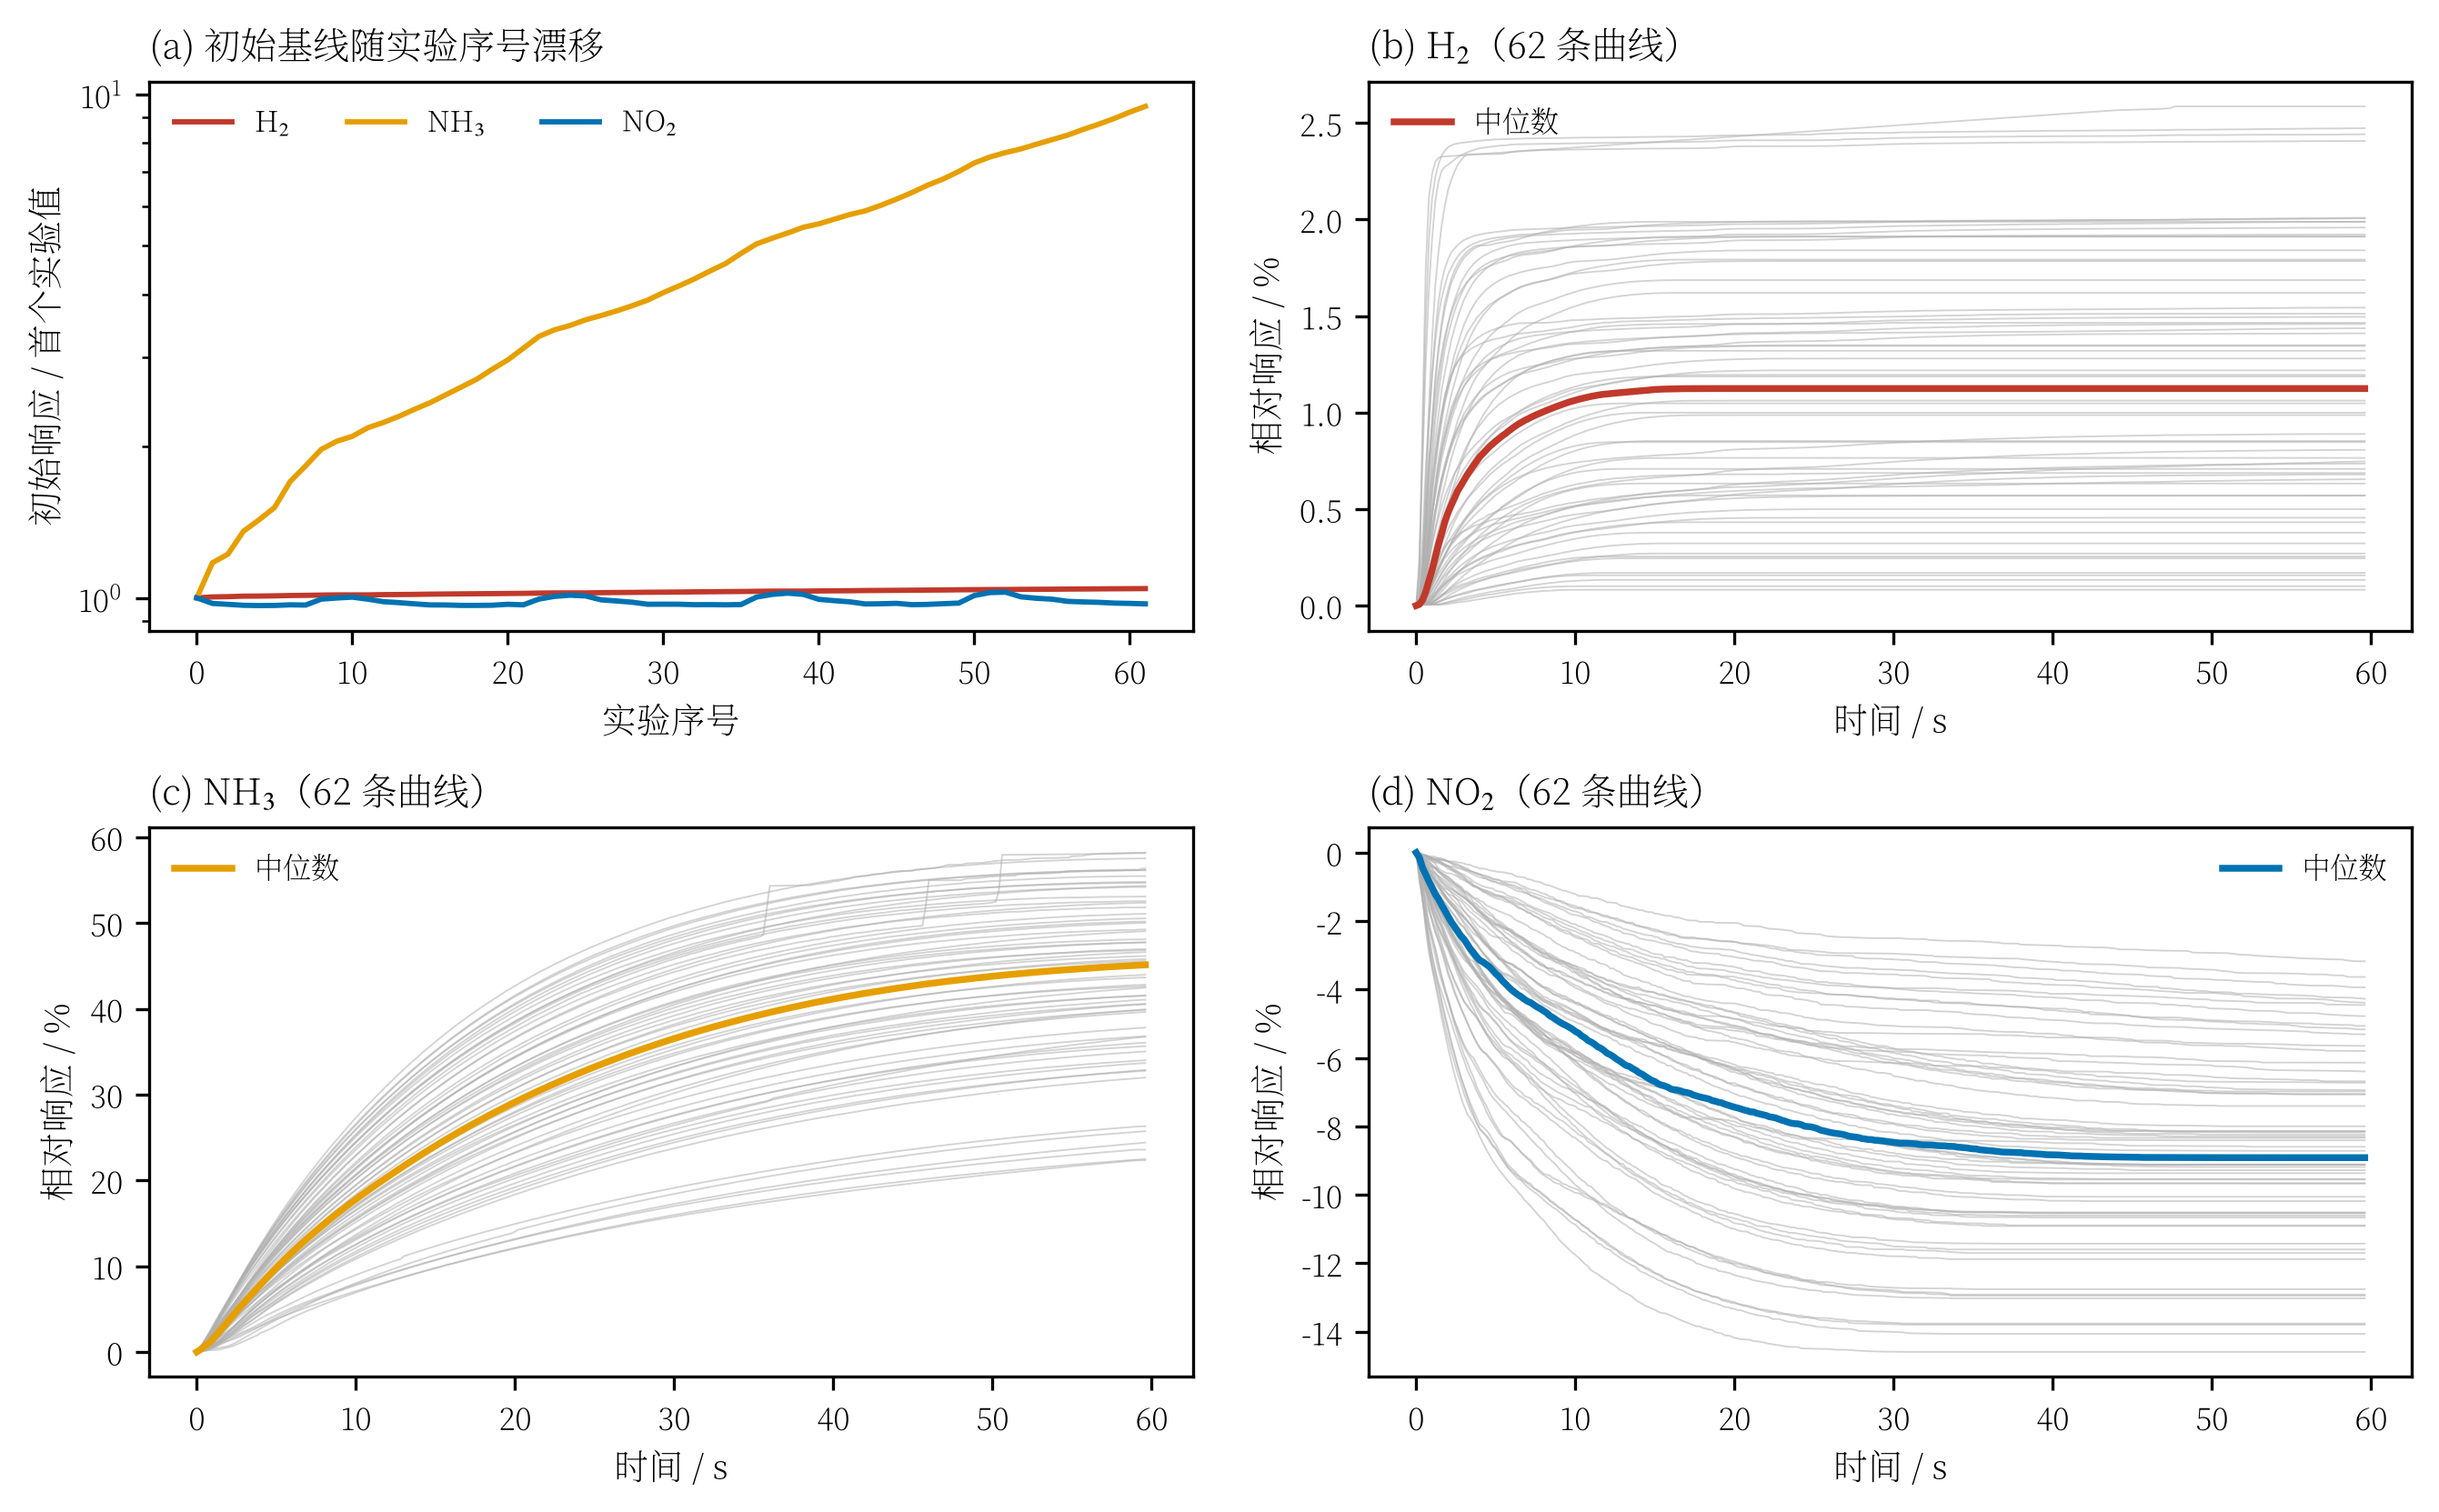 (a) 初始基线随实验序号漂移
10¹
H₂ NH₃ NO₂
初始响应 / 首个实验值
10⁰
0 10 20 30 40 50 60
实验序号
(b) H₂（62 条曲线）
中位数
2.5
2.0
1.5
1.0
0.5
0.0
相对响应 / %
0 10 20 30 40 50 60
时间 / s
(c) NH₃（62 条曲线）
60
中位数
50
40
30
20
10
0
相对响应 / %
0 10 20 30 40 50 60
时间 / s
(d) NO₂（62 条曲线）
0
中位数
-2
-4
-6
-8
-10
-12
-14
相对响应 / %
0 10 20 30 40 50 60
时间 / s